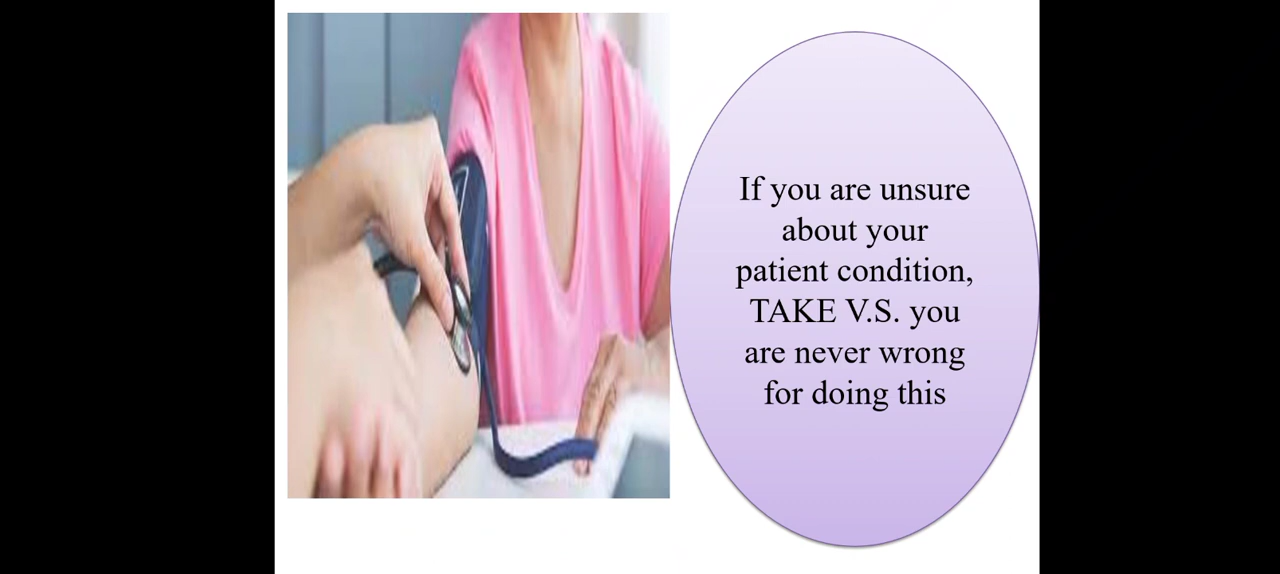 If you are unsure
about your
patient condition,
TAKE V.S. you
are never wrong
for doing this